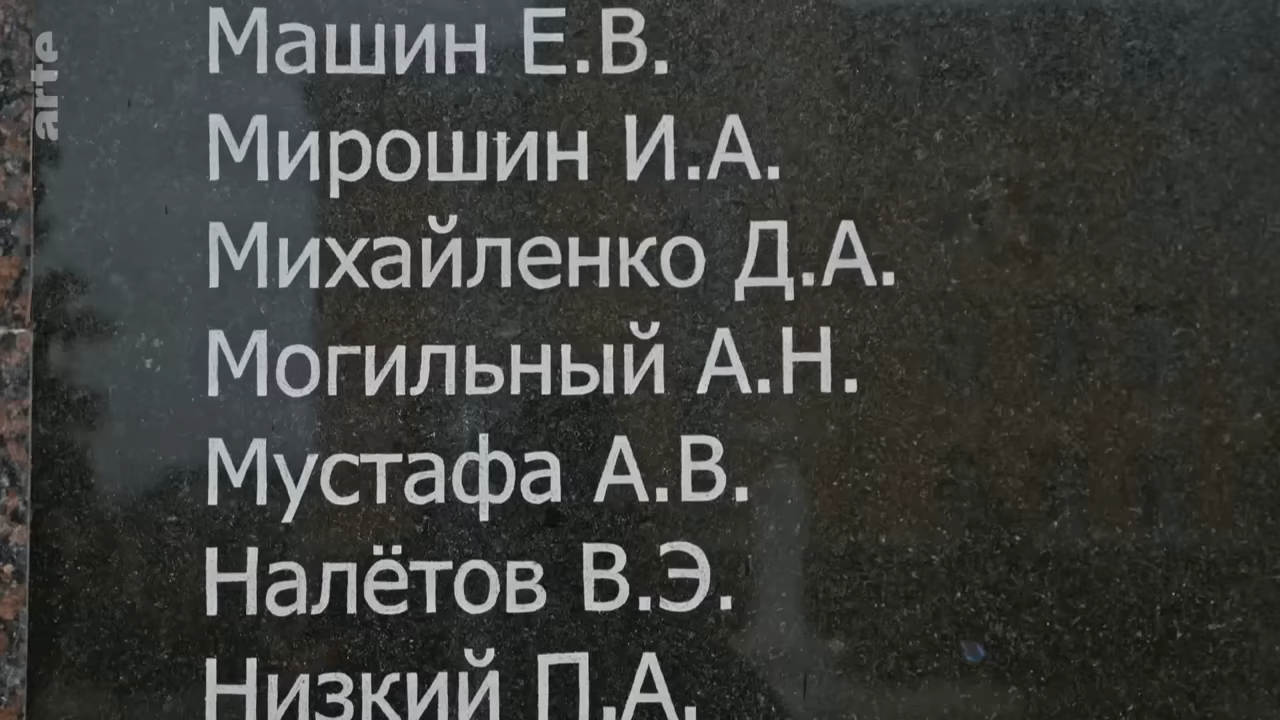 arte
Машин Е.В.
Мирошин И.А.
Михайленко Д.А.
Могильный А.Н.
Мустафа А.В.
Налётов В.Э.
Низкий П.А.